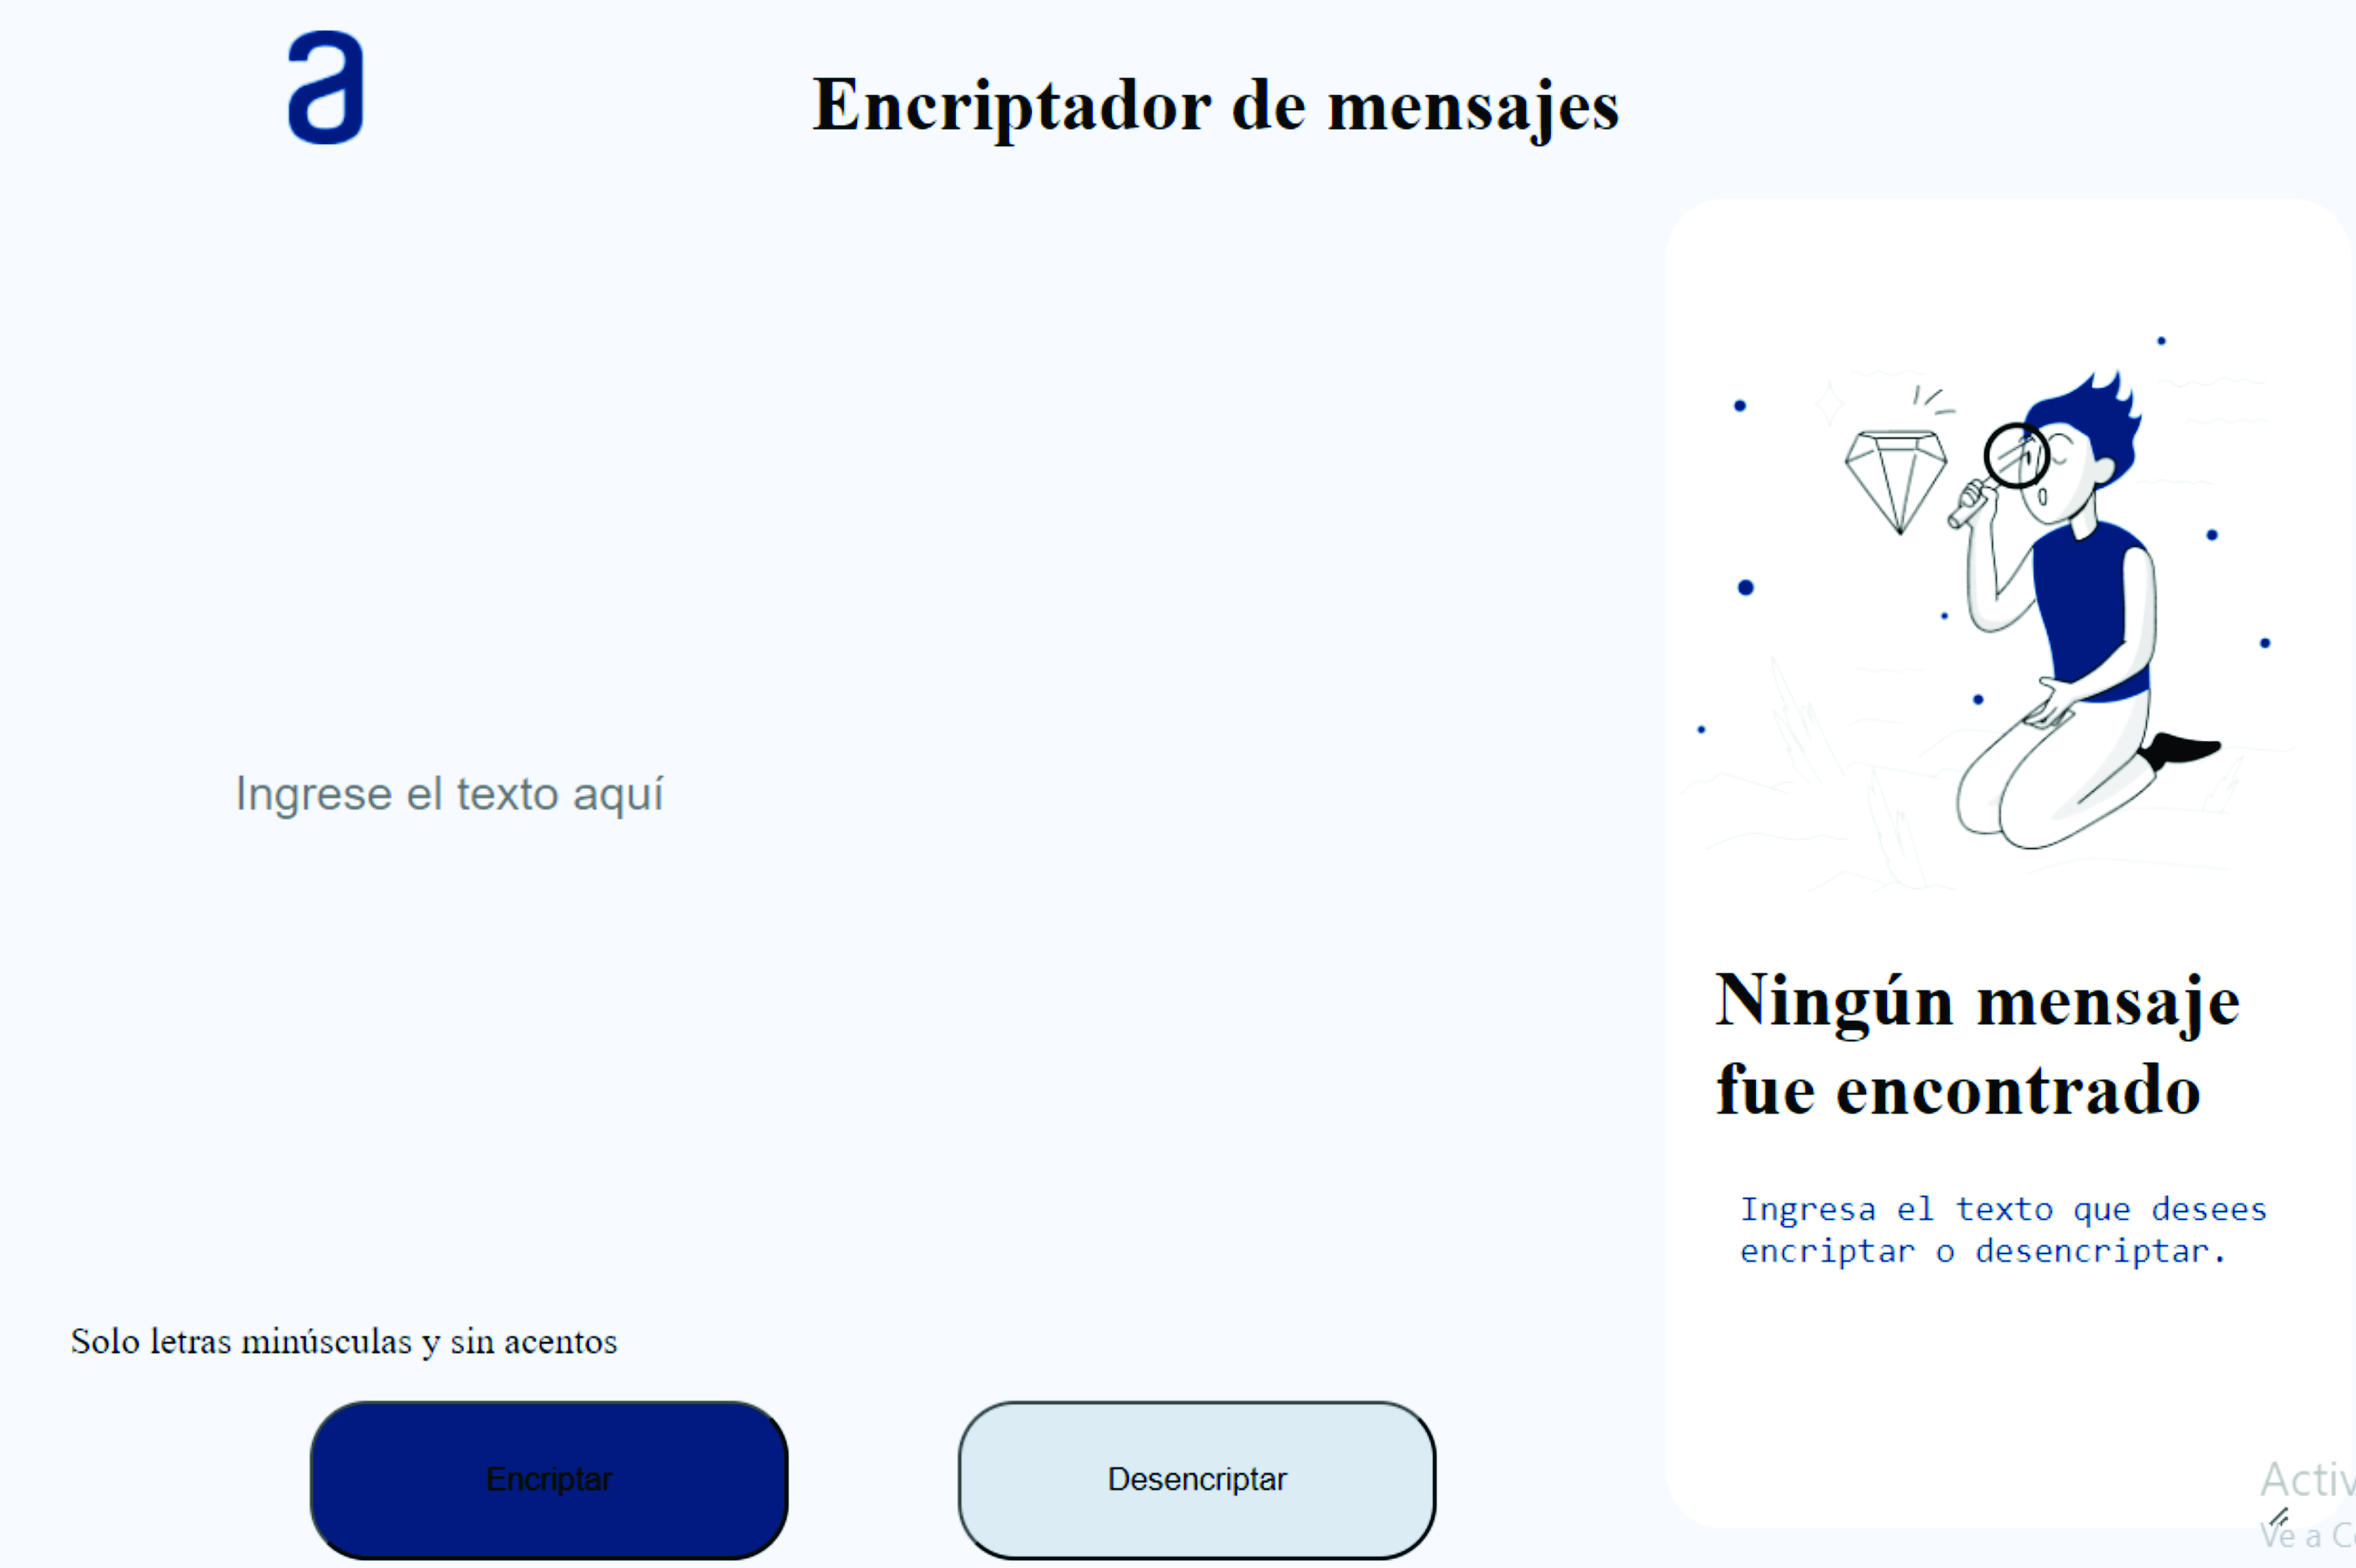 a
Encriptador de mensajes
Ingrese el texto aquí
Ningún mensaje
fue encontrado
Ingresa el texto que desees
encriptar o desencriptar.
Solo letras minúsculas y sin acentos
Encriptar
Desencriptar
Activ
Ve a C